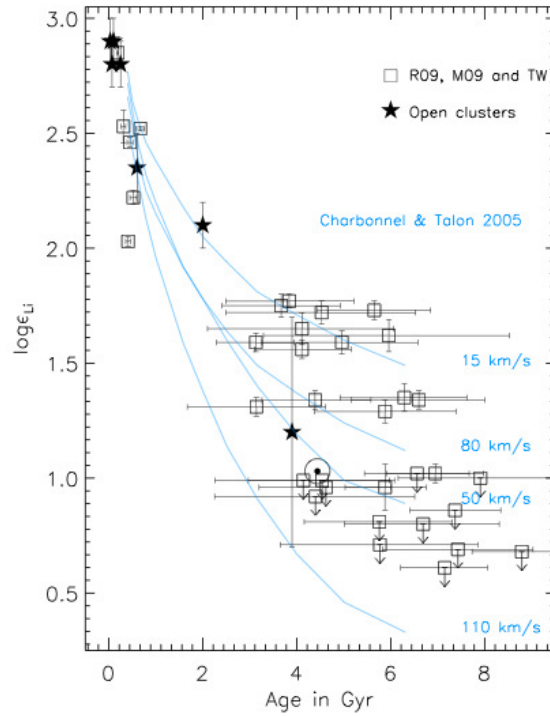 3.0
2.5
2.0
1.5
1.0
0.5
logεLi
R09, M09 and TW
Open clusters
Charbonnel & Talon 2005
15 km/s
80 km/s
50 km/s
110 km/s
0 2 4 6 8
Age in Gyr